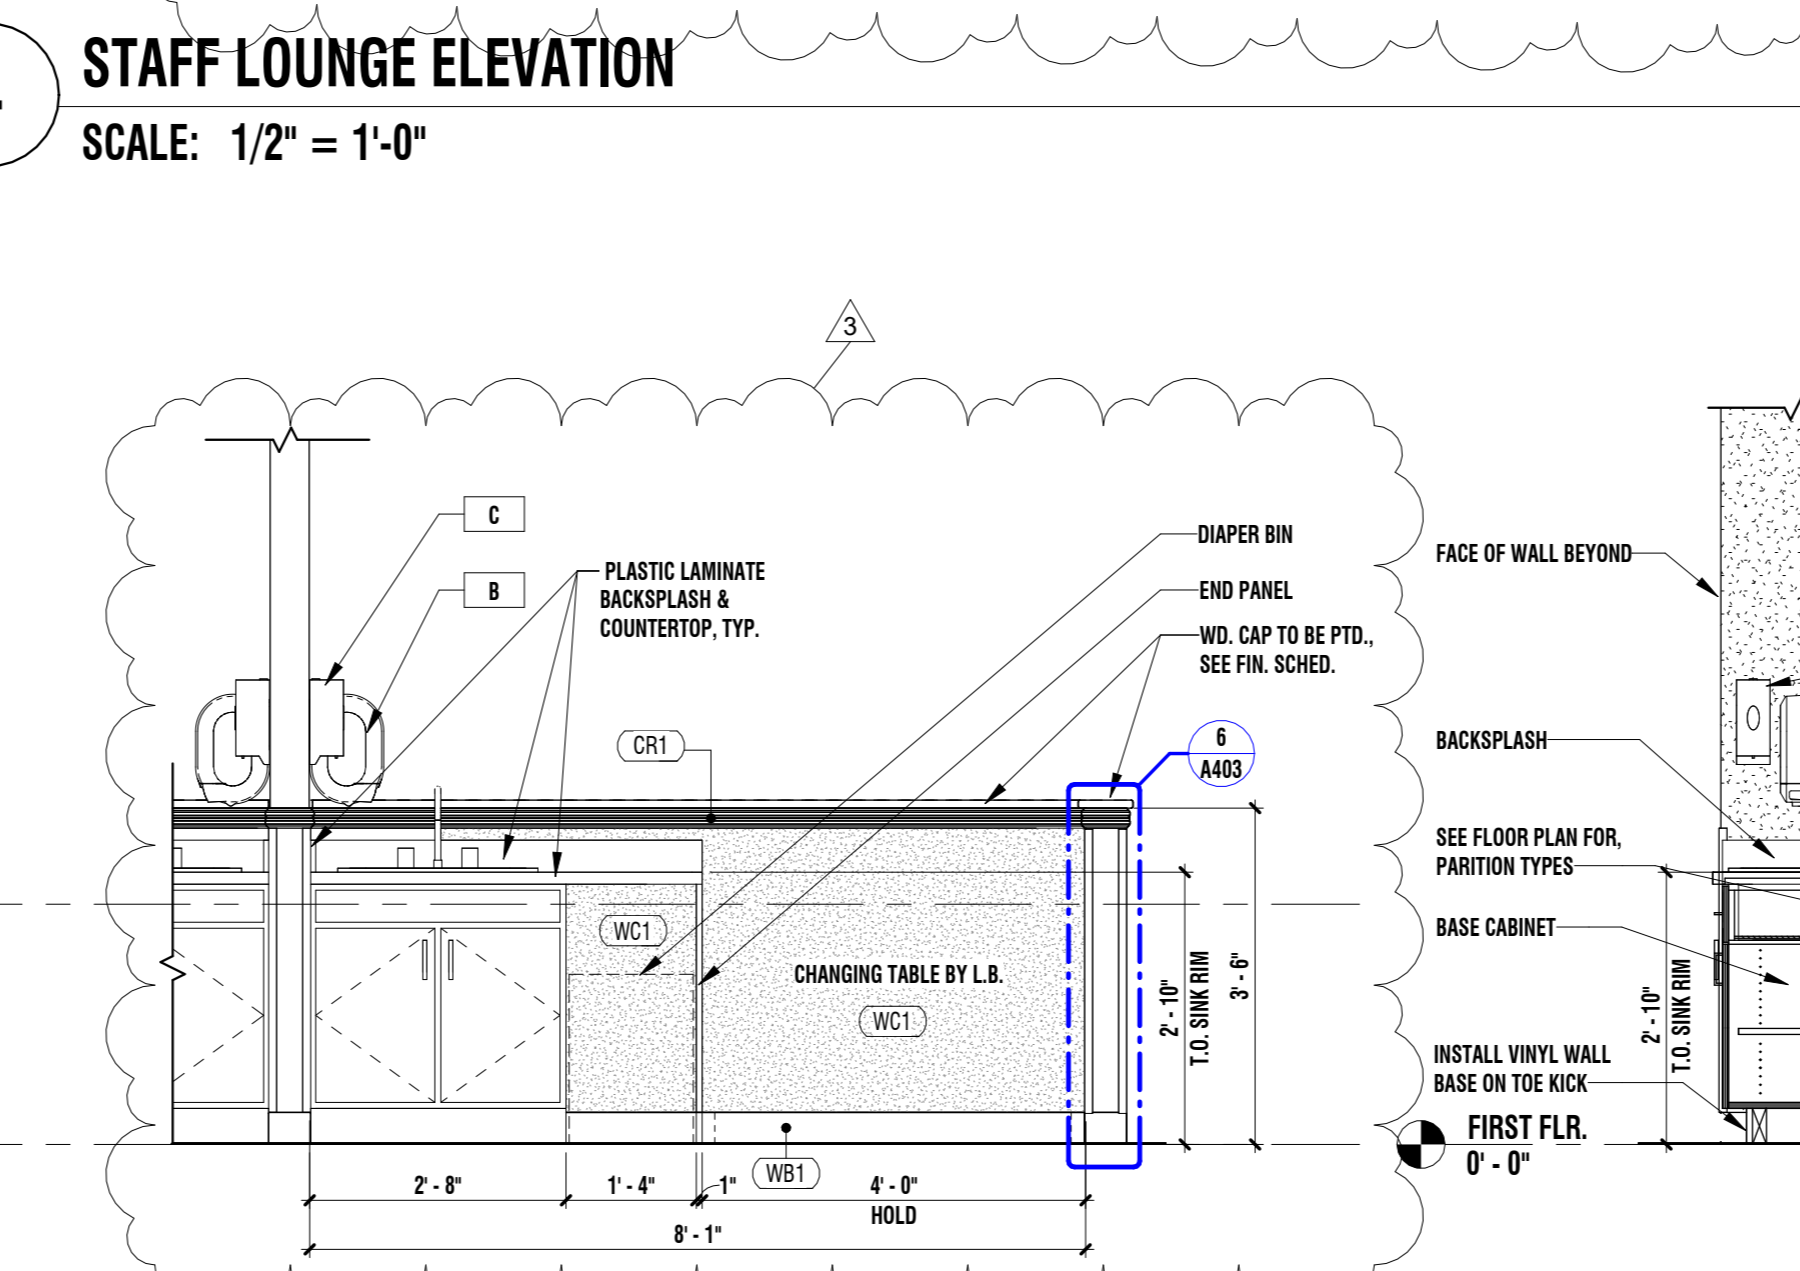 STAFF LOUNGE ELEVATION
SCALE: 1/2" = 1'-0"
3
C
B
PLASTIC LAMINATE
BACKSPLASH &
COUNTERTOP, TYP.
DIAPER BIN
END PANEL
WD. CAP TO BE PTD.,
SEE FIN. SCHED.
CR1
6
A403
WC1
CHANGING TABLE BY L.B.
WC1
2' - 10"
T.O. SINK RIM
3' - 6"
WB1
2' - 8"
1' - 4"
1"
4' - 0"
HOLD
8' - 1"
FACE OF WALL BEYOND
BACKSPLASH
SEE FLOOR PLAN FOR,
PARITION TYPES
BASE CABINET
2' - 10"
T.O. SINK RIM
INSTALL VINYL WALL
BASE ON TOE KICK
FIRST FLR.
0' - 0"